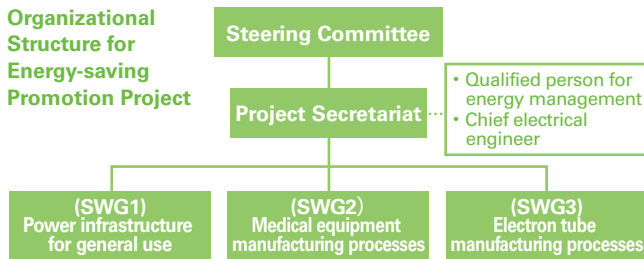 Organizational
Structure for
Energy-saving
Promotion Project
Steering Committee
Project Secretariat
• Qualified person for
energy management
• Chief electrical
engineer
(SWG1)
Power infrastructure
for general use
(SWG2)
Medical equipment
manufacturing processes
(SWG3)
Electron tube
manufacturing processes